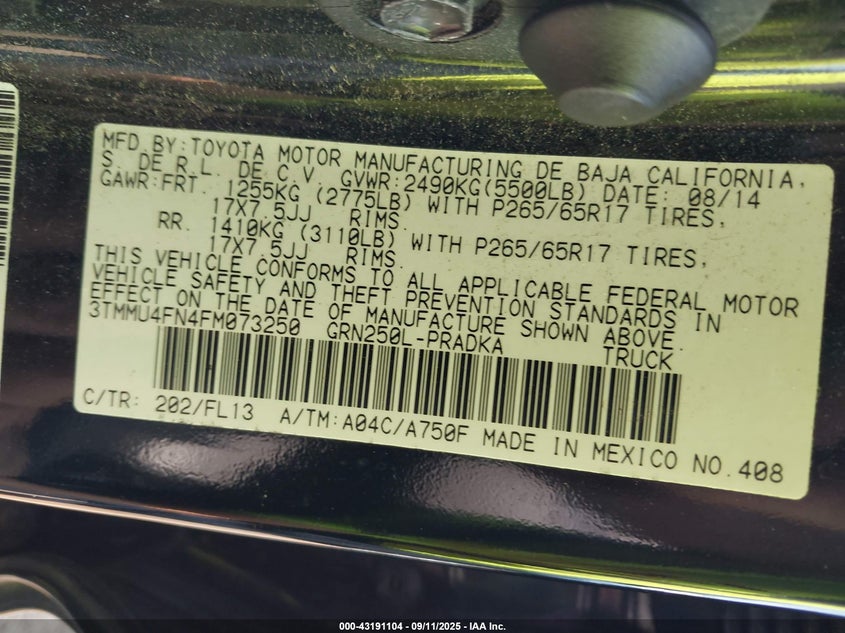 MFD.BY:TOYOTA MOTOR MANUFACTURING DE BAJA CALIFORNIA,
S. DE R.L. DE C.V. GVWR:2490KG(5500LB) DATE: 08/14
GAWR:FRT. 1255KG (2775LB) WITH P265/65R17 TIRES,
17X7.5JJ RIMS.
RR. 1410KG (3110LB) WITH P265/65R17 TIRES,
17X7.5JJ RIMS.
THIS VEHICLE CONFORMS TO ALL APPLICABLE FEDERAL MOTOR
VEHICLE SAFETY AND THEFT PREVENTION STANDARDS IN
EFFECT ON THE DATE OF MANUFACTURE SHOWN ABOVE.
3TMMU4FN4FM073250 GRN250L-PRADKA TRUCK
C/TR: 202/FL13 A/TM:A04C/A750F MADE IN MEXICO NO.408
000-43191104 - 09/11/2025 - IAA Inc.